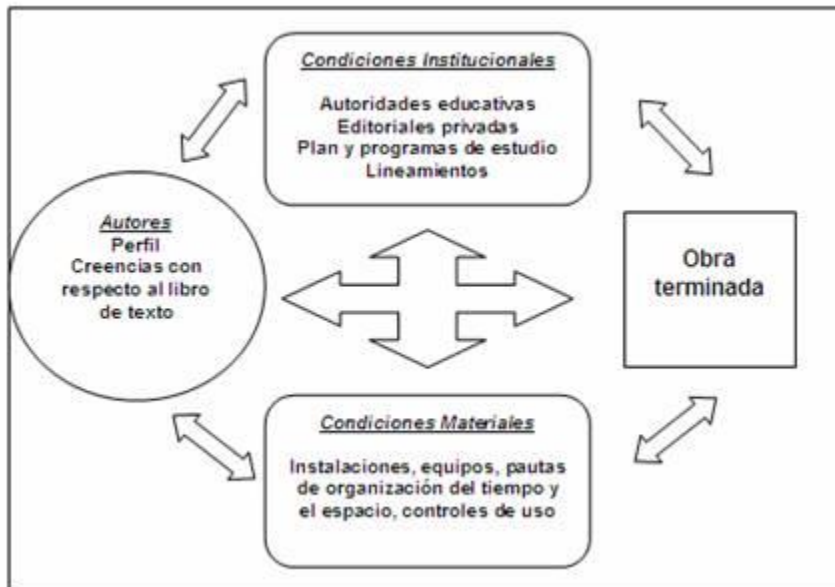 Condiciones Institucionales
Autoridades educativas
Editoriales privadas
Plan y programas de estudio
Lineamientos
Autores
Perfil
Creencias con
respecto al libro
de texto
Obra
terminada
Condiciones Materiales
Instalaciones, equipos, pautas
de organización del tiempo y
el espacio, controles de uso